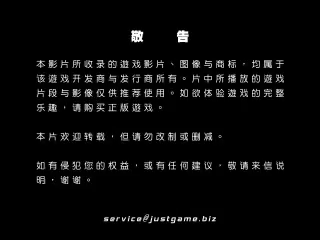 敬 告
本影片所收录的遊戏影片、图像与商标，均属于
该遊戏开发商与发行商所有。片中所播放的遊戏
片段与影像仅供推荐使用。如欲体验遊戏的完整
乐趣，请购买正版遊戏。
本片欢迎转载，但请勿改制或删减。
如有侵犯您的权益，或有任何建议，敬请来信说
明，谢谢。
service@justgame.biz